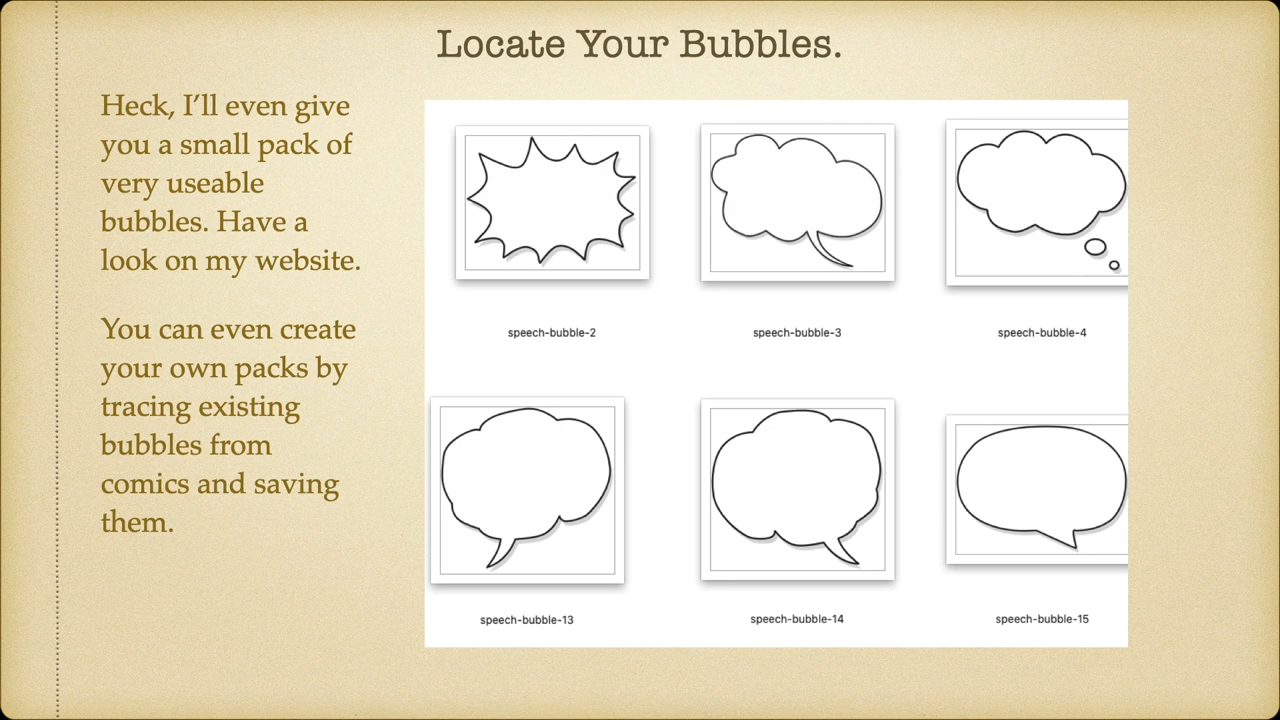 Locate Your Bubbles.
Heck, I’ll even give
you a small pack of
very useable
bubbles. Have a
look on my website.
You can even create
your own packs by
tracing existing
bubbles from
comics and saving
them.
speech-bubble-2
speech-bubble-3
speech-bubble-4
speech-bubble-13
speech-bubble-14
speech-bubble-15